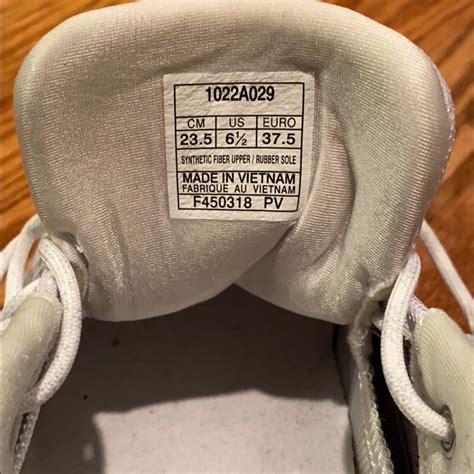 1022A029
CM US EURO
23.5 6½ 37.5
SYNTHETIC FIBER UPPER / RUBBER SOLE
MADE IN VIETNAM
FABRIQUE AU VIETNAM
F450318 PV